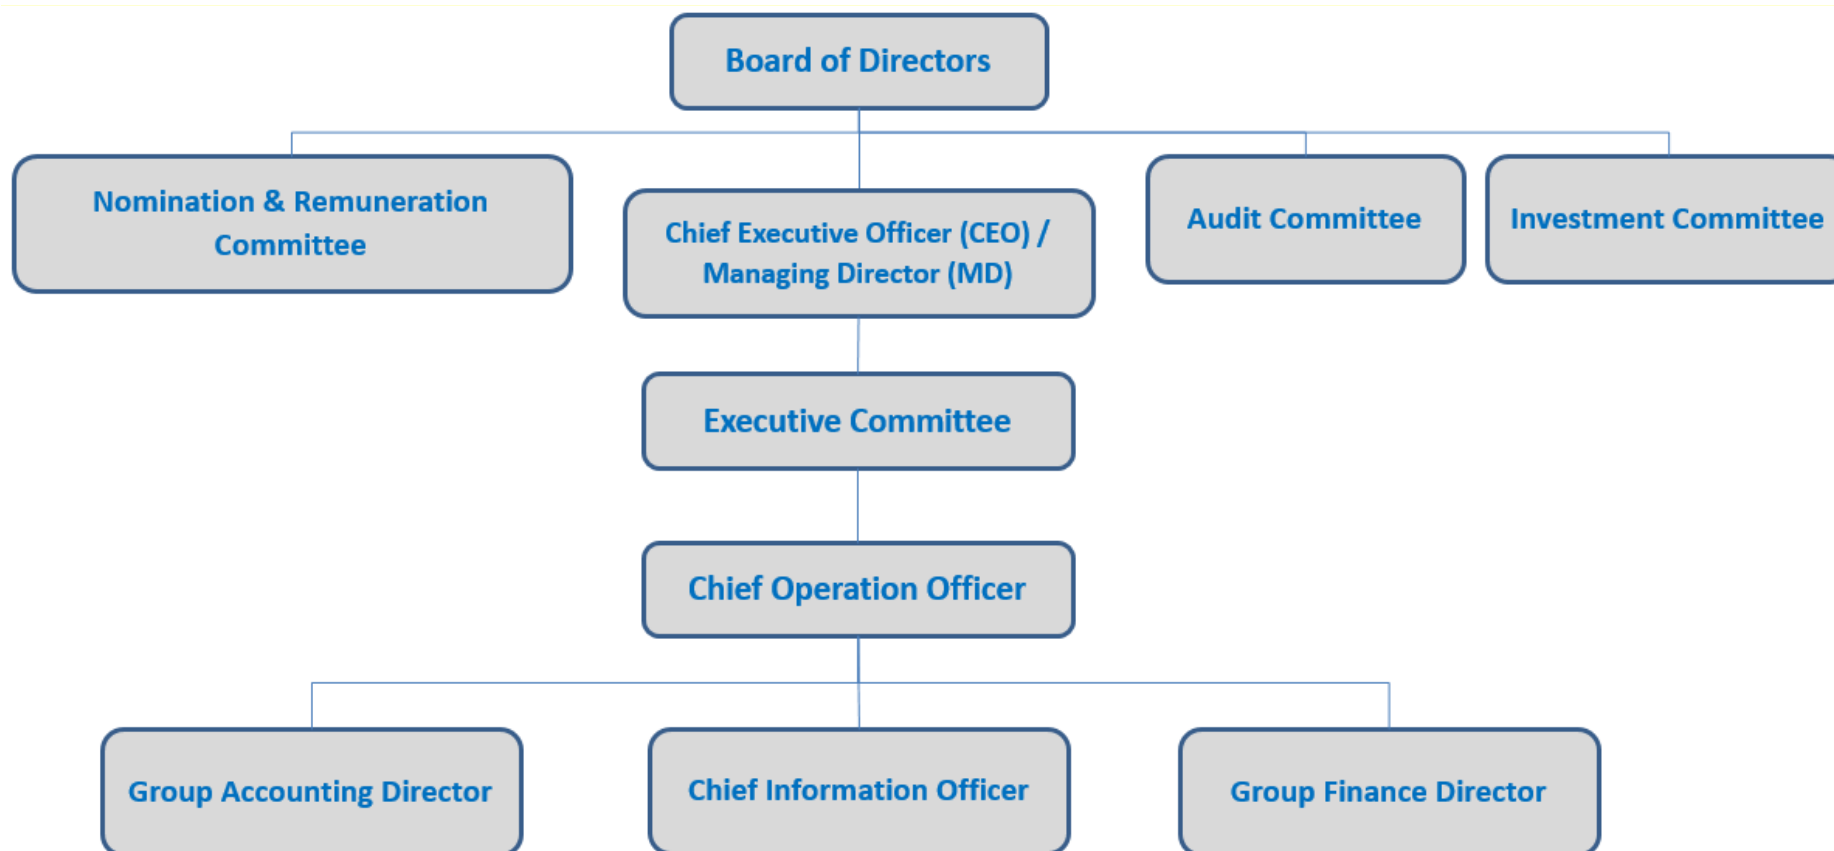 Board of Directors
Nomination & Remuneration
Committee
Chief Executive Officer (CEO) /
Managing Director (MD)
Audit Committee
Investment Committee
Executive Committee
Chief Operation Officer
Group Accounting Director
Chief Information Officer
Group Finance Director